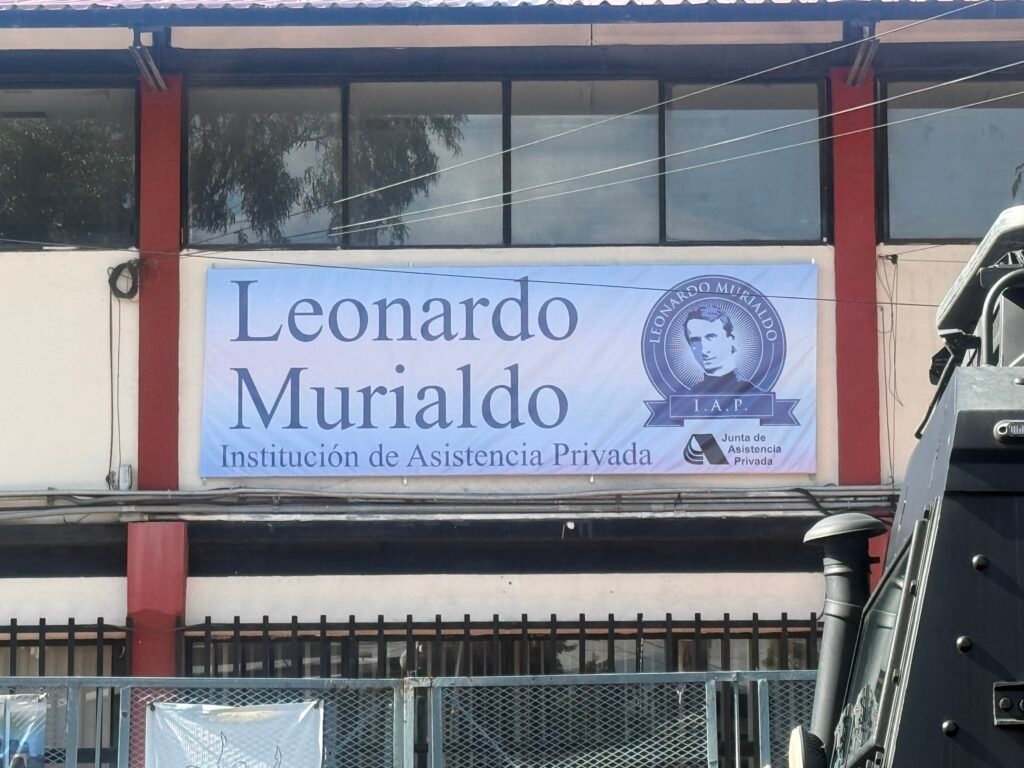 Leonardo
Murialdo
Institución de Asistencia Privada
LEONARDO MURIALDO
I. A. P.
Junta de
Asistencia
Privada